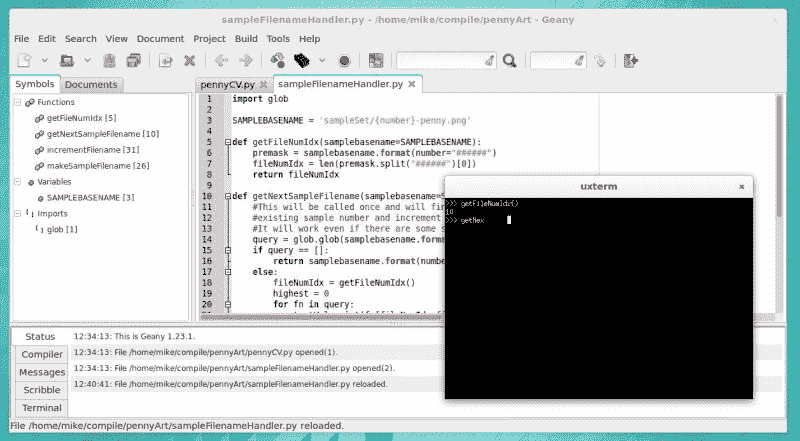 sampleFilenameHandler.py - /home/mike/compile/pennyArt - Geany
File Edit Search View Document Project Build Tools Help
Symbols Documents
pennyCV.py sampleFilenameHandler.py
Functions
getFileNumIdx [5]
getNextSampleFilename [10]
incrementFilename [31]
makeSampleFilename [26]
Variables
SAMPLEBASENAME [3]
Imports
glob [1]
1 import glob
2
3 SAMPLEBASENAME = 'sampleSet/{number}-penny.png'
4
5 def getFileNumIdx(samplebasename=SAMPLEBASENAME):
6 premask = samplebasename.format(number="######")
7 fileNumIdx = len(premask.split("######")[0])
8 return fileNumIdx
9
10 def getNextSampleFilename(samplebasename=S
11 #This will be called once and will fin
12 #existing sample number and increment
13 #It will work even if there are some s
14 query = glob.glob(samplebasename.forma
15 if query == []:
16 return samplebasename.format(numbe
17 else:
18 fileNumIdx = getFileNumIdx()
19 highest = 0
20 for fn in query:
uxterm
>>> getFileNumIdx()
10
>>> getNex
Status
Compiler
Messages
Scribble
Terminal
12:34:13: This is Geany 1.23.1.
12:34:13: File /home/mike/compile/pennyArt/pennyCV.py opened(1).
12:34:13: File /home/mike/compile/pennyArt/sampleFilenameHandler.py opened(2).
12:40:41: File /home/mike/compile/pennyArt/sampleFilenameHandler.py reloaded.
File /home/mike/compile/pennyArt/sampleFilenameHandler.py reloaded.